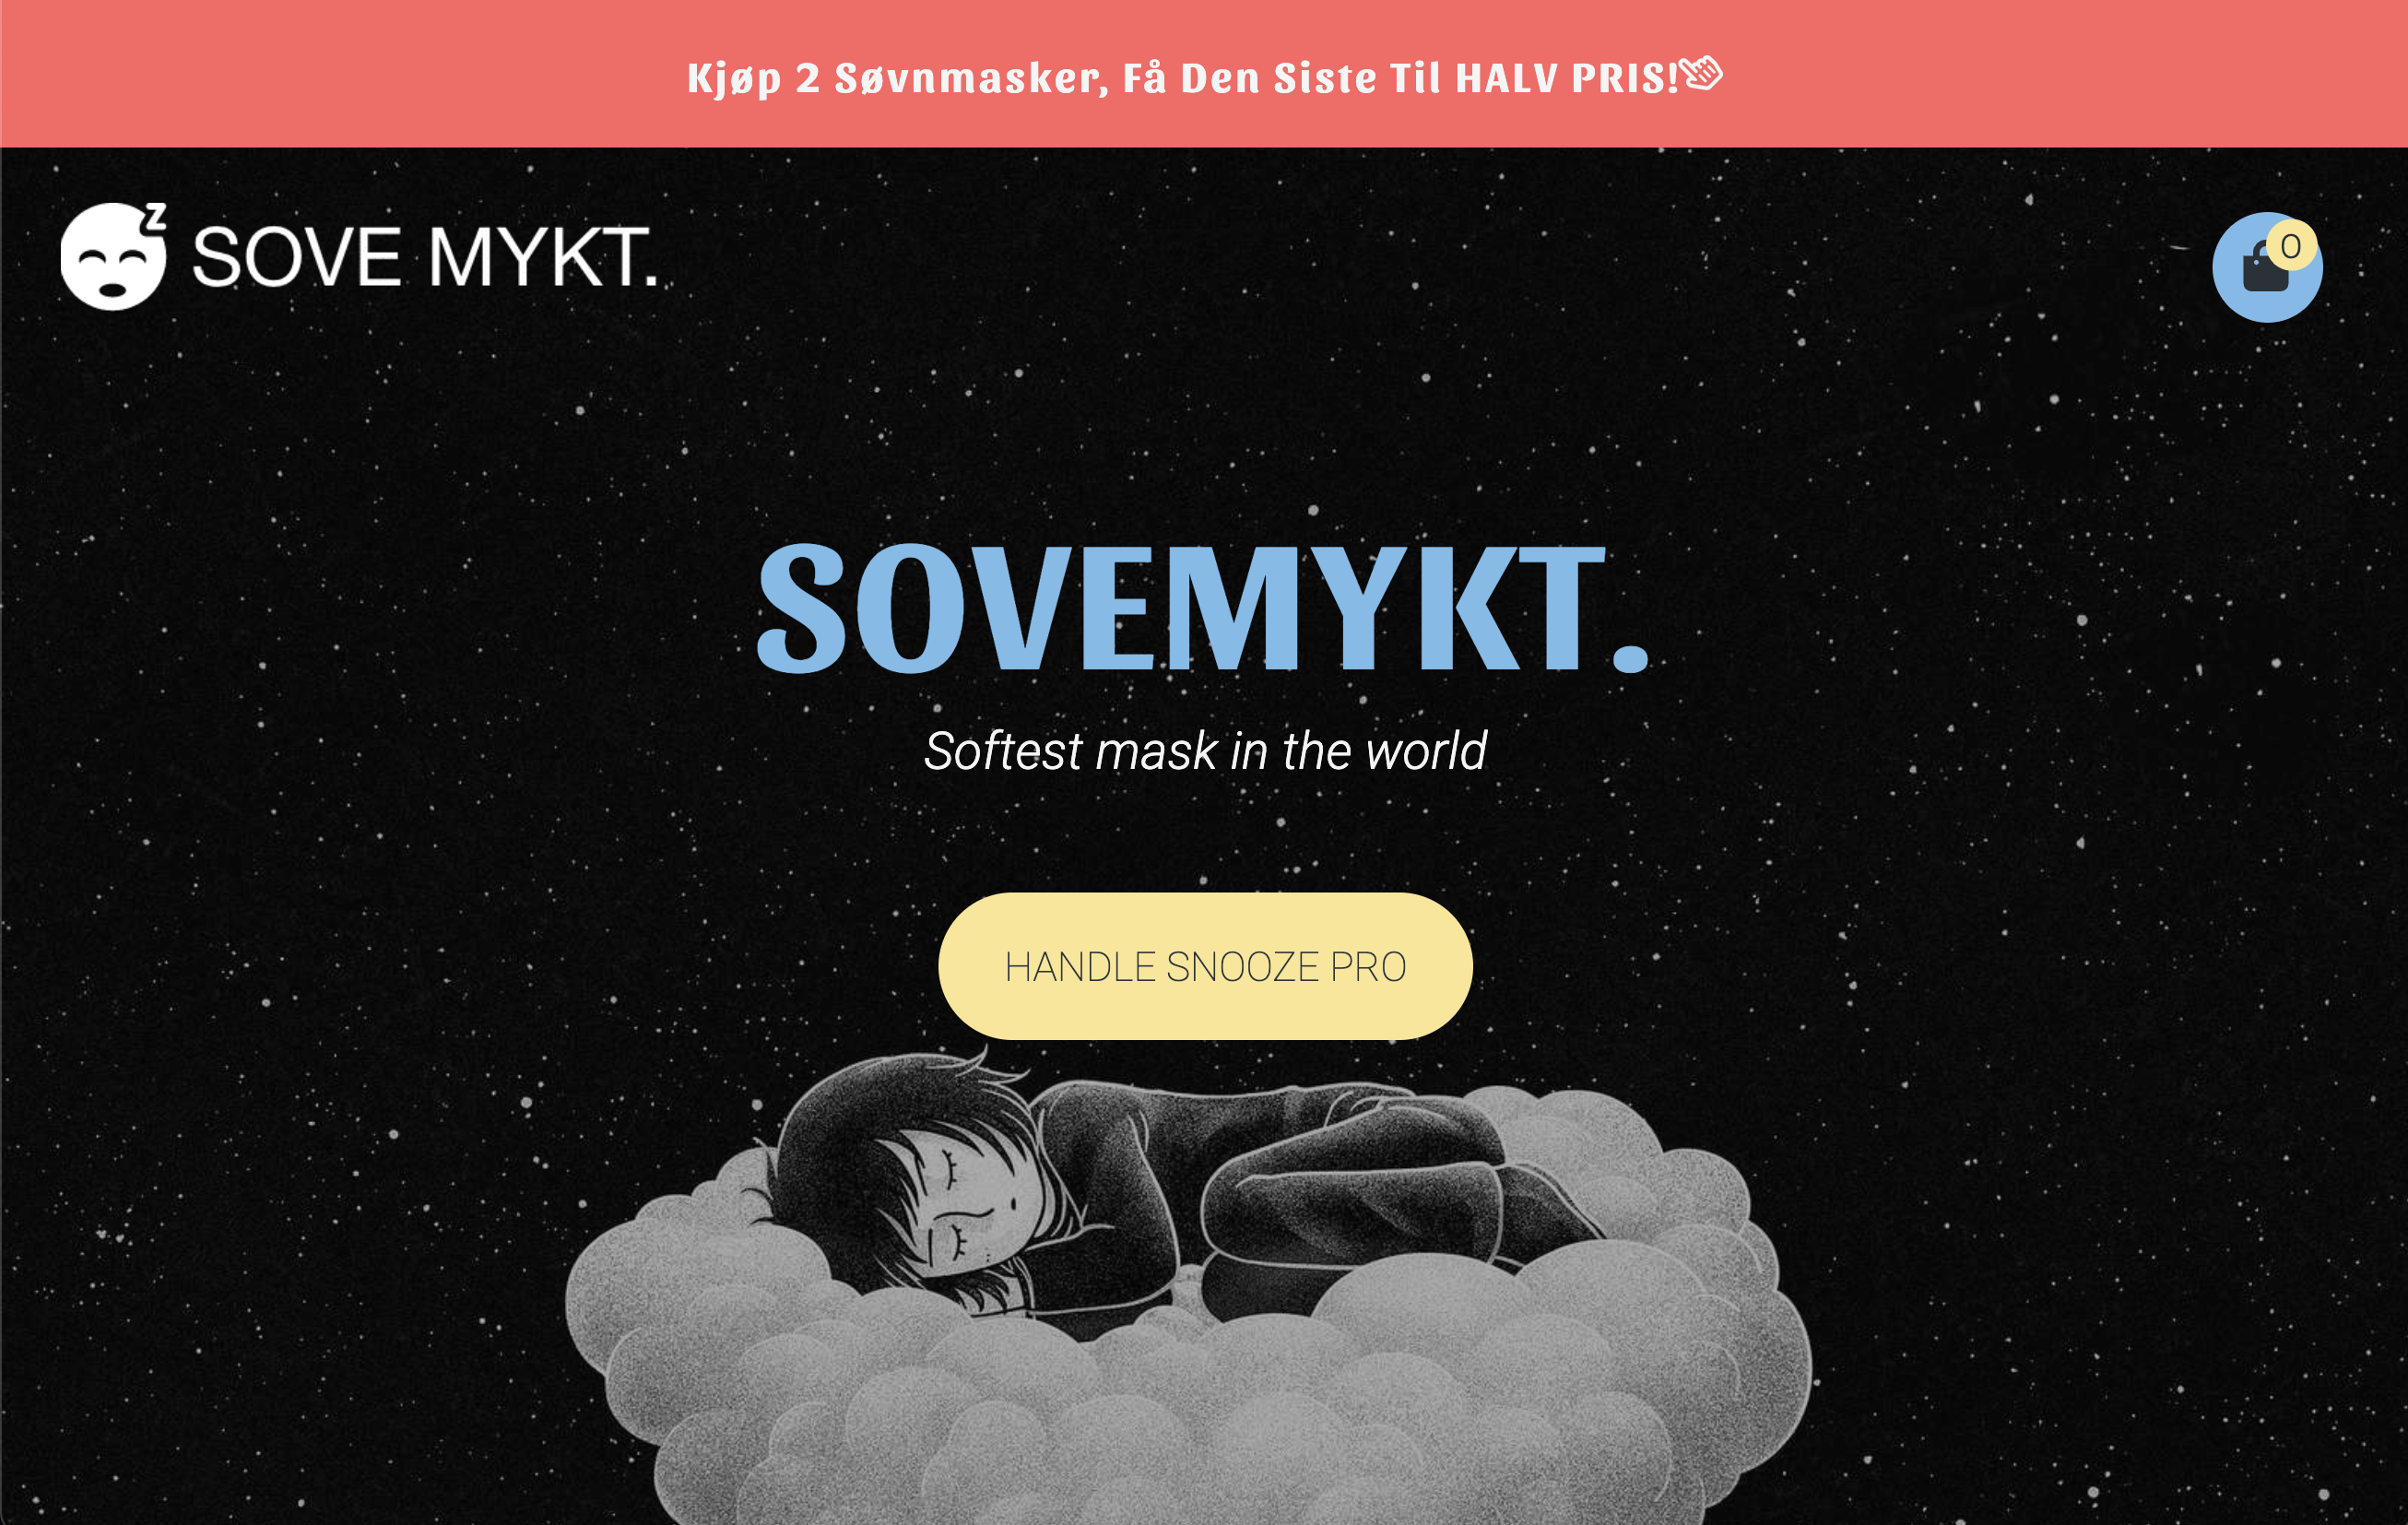 Kjøp 2 Søvnmasker, Få Den Siste Til HALV PRIS!
z
SOVE MYKT.
0
SOVEMYKT.
Softest mask in the world
HANDLE SNOOZE PRO